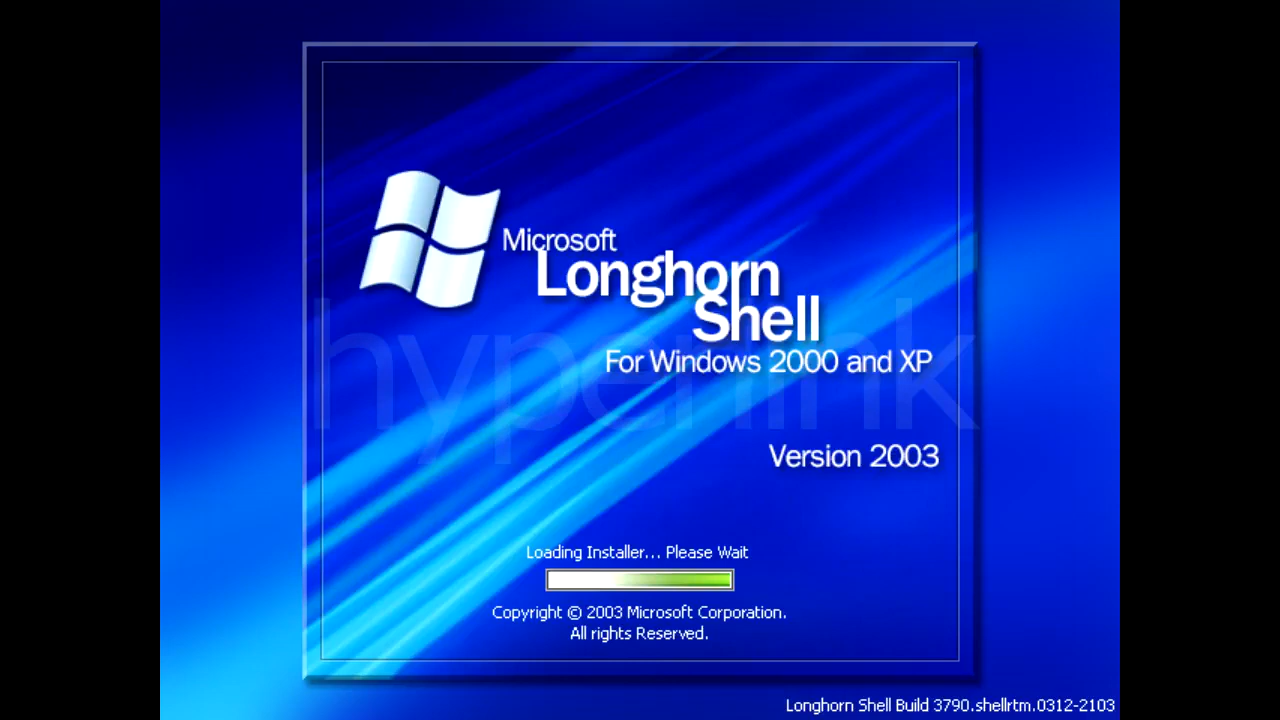 Microsoft
Longhorn
Shell
For Windows 2000 and XP
hyperlink
Version 2003
Loading Installer... Please Wait
Copyright © 2003 Microsoft Corporation.
All rights Reserved.
Longhorn Shell Build 3790.shellrtm.0312-2103